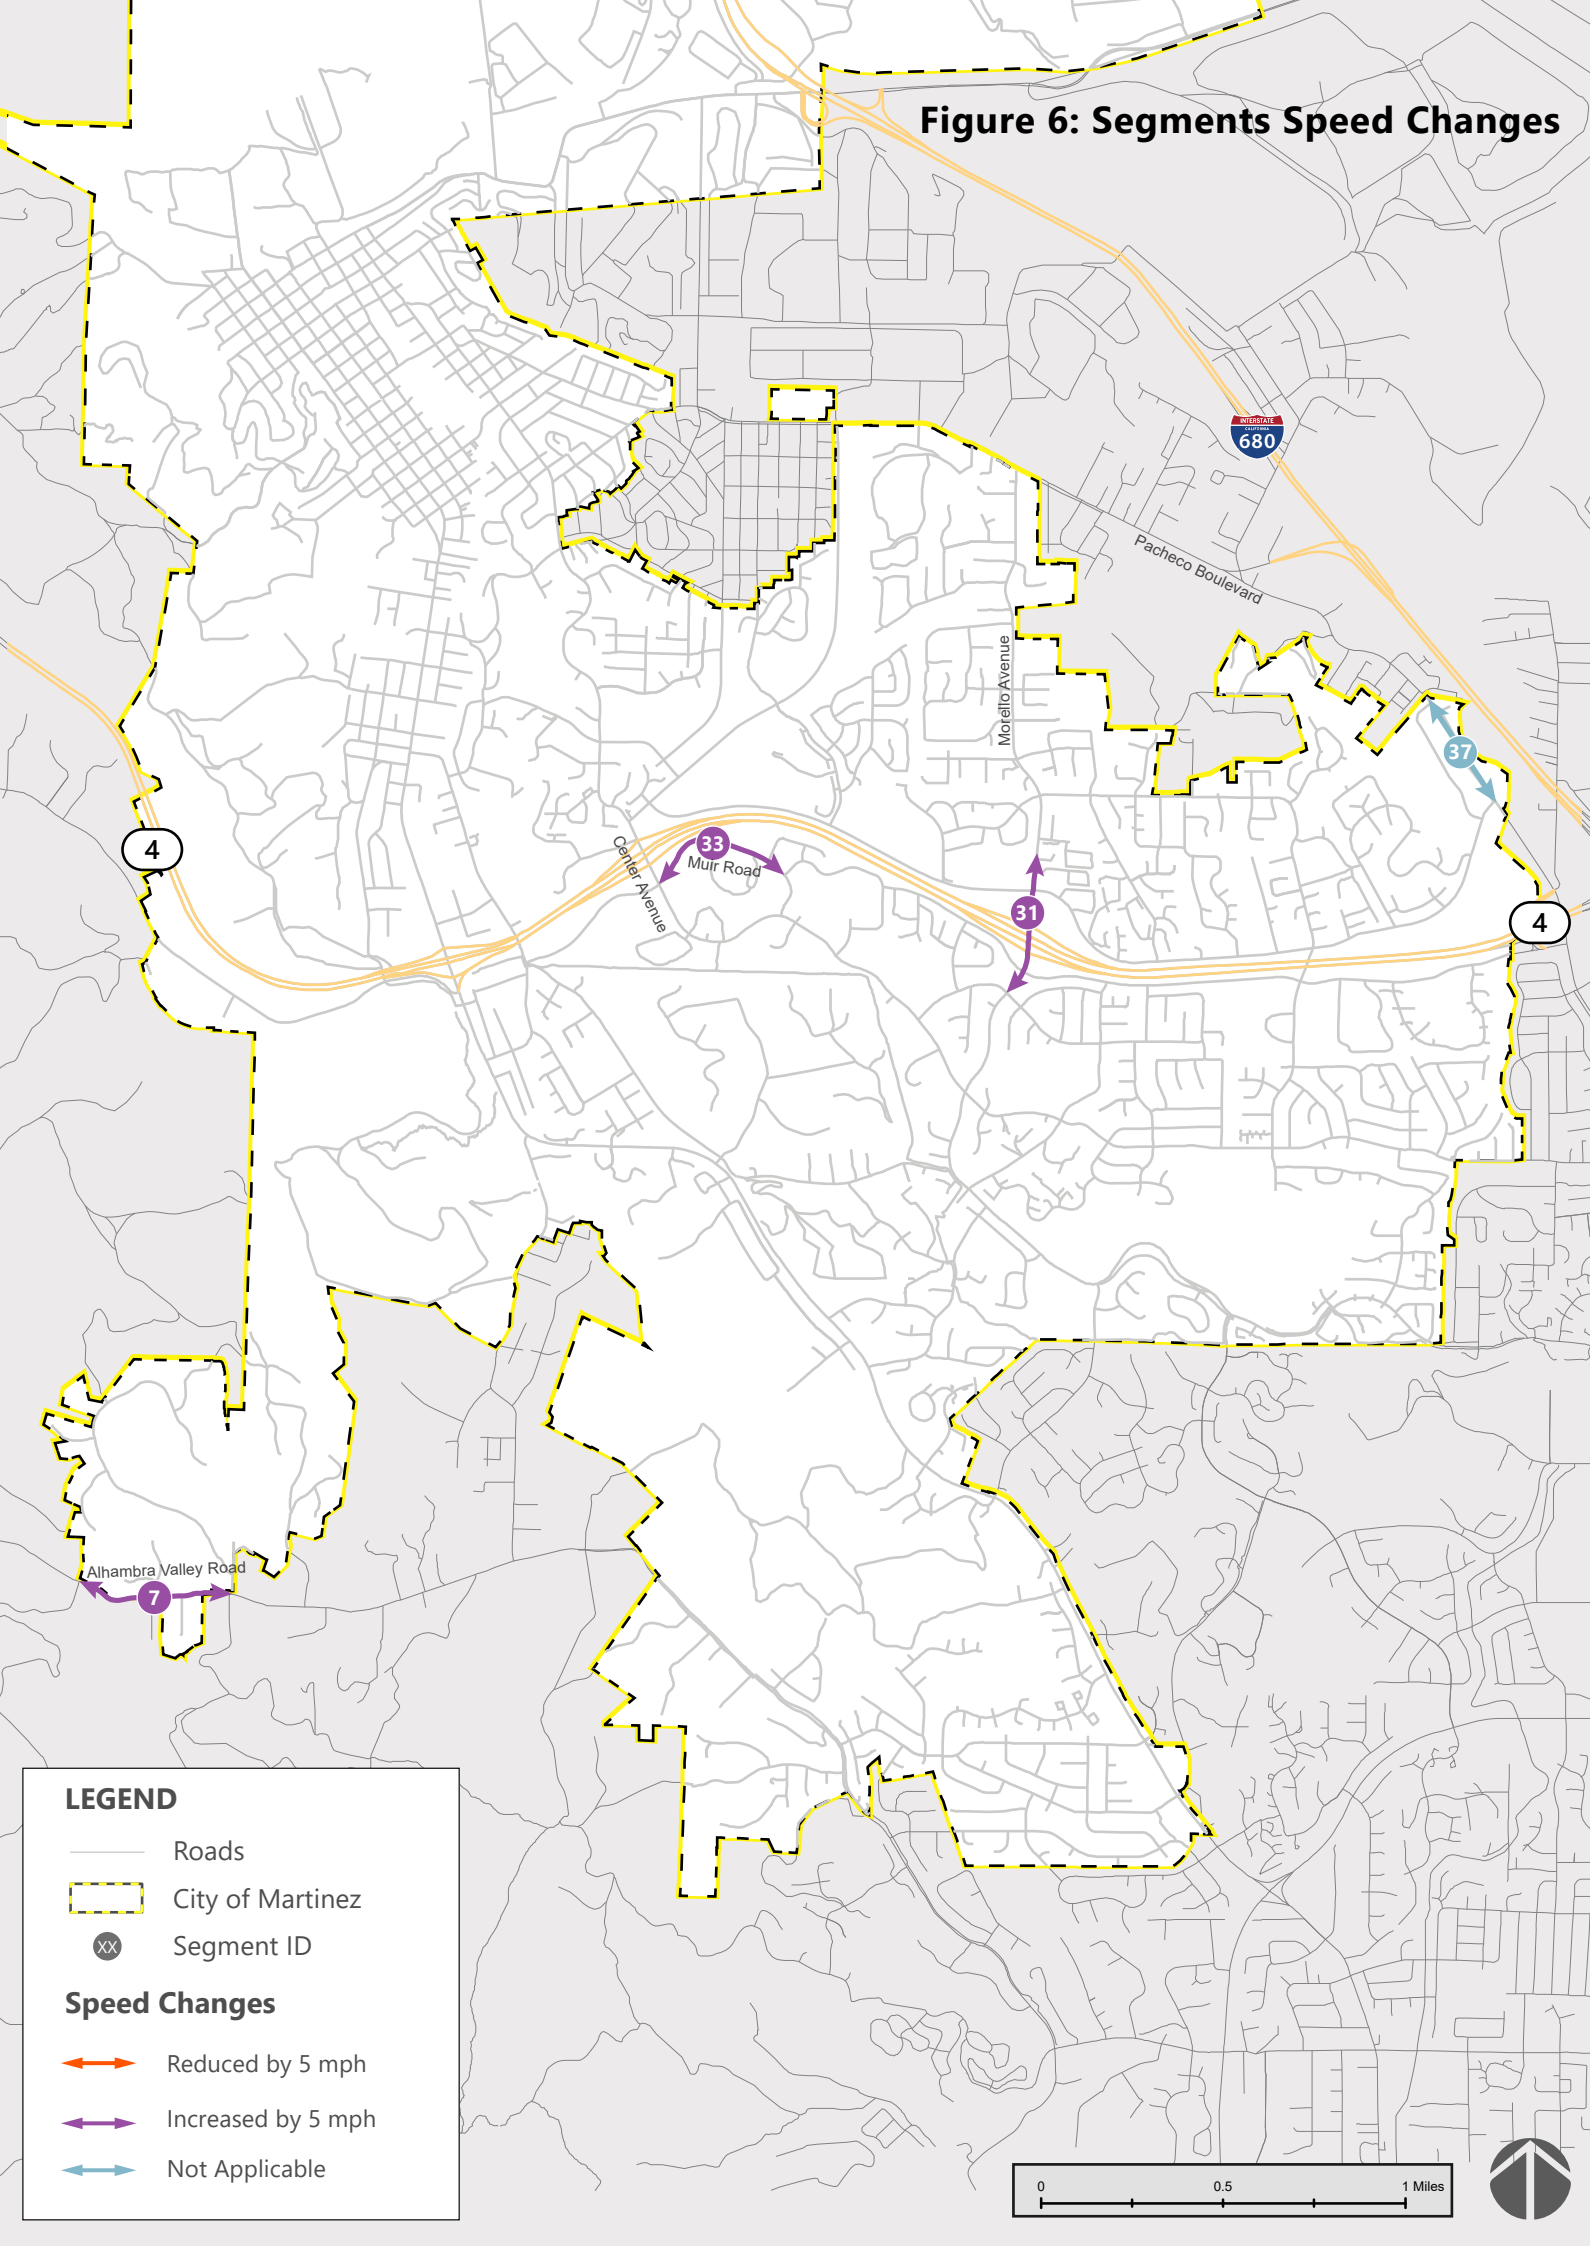 Figure 6: Segments Speed Changes
INTERSTATE
CALIFORNIA
680
Pacheco Boulevard
Morello Avenue
37
4
33
Muir Road
Center Avenue
31
4
Alhambra Valley Road
7
LEGEND
Roads
City of Martinez
XX
Segment ID
Speed Changes
Reduced by 5 mph
Increased by 5 mph
Not Applicable
0
0.5
1 Miles